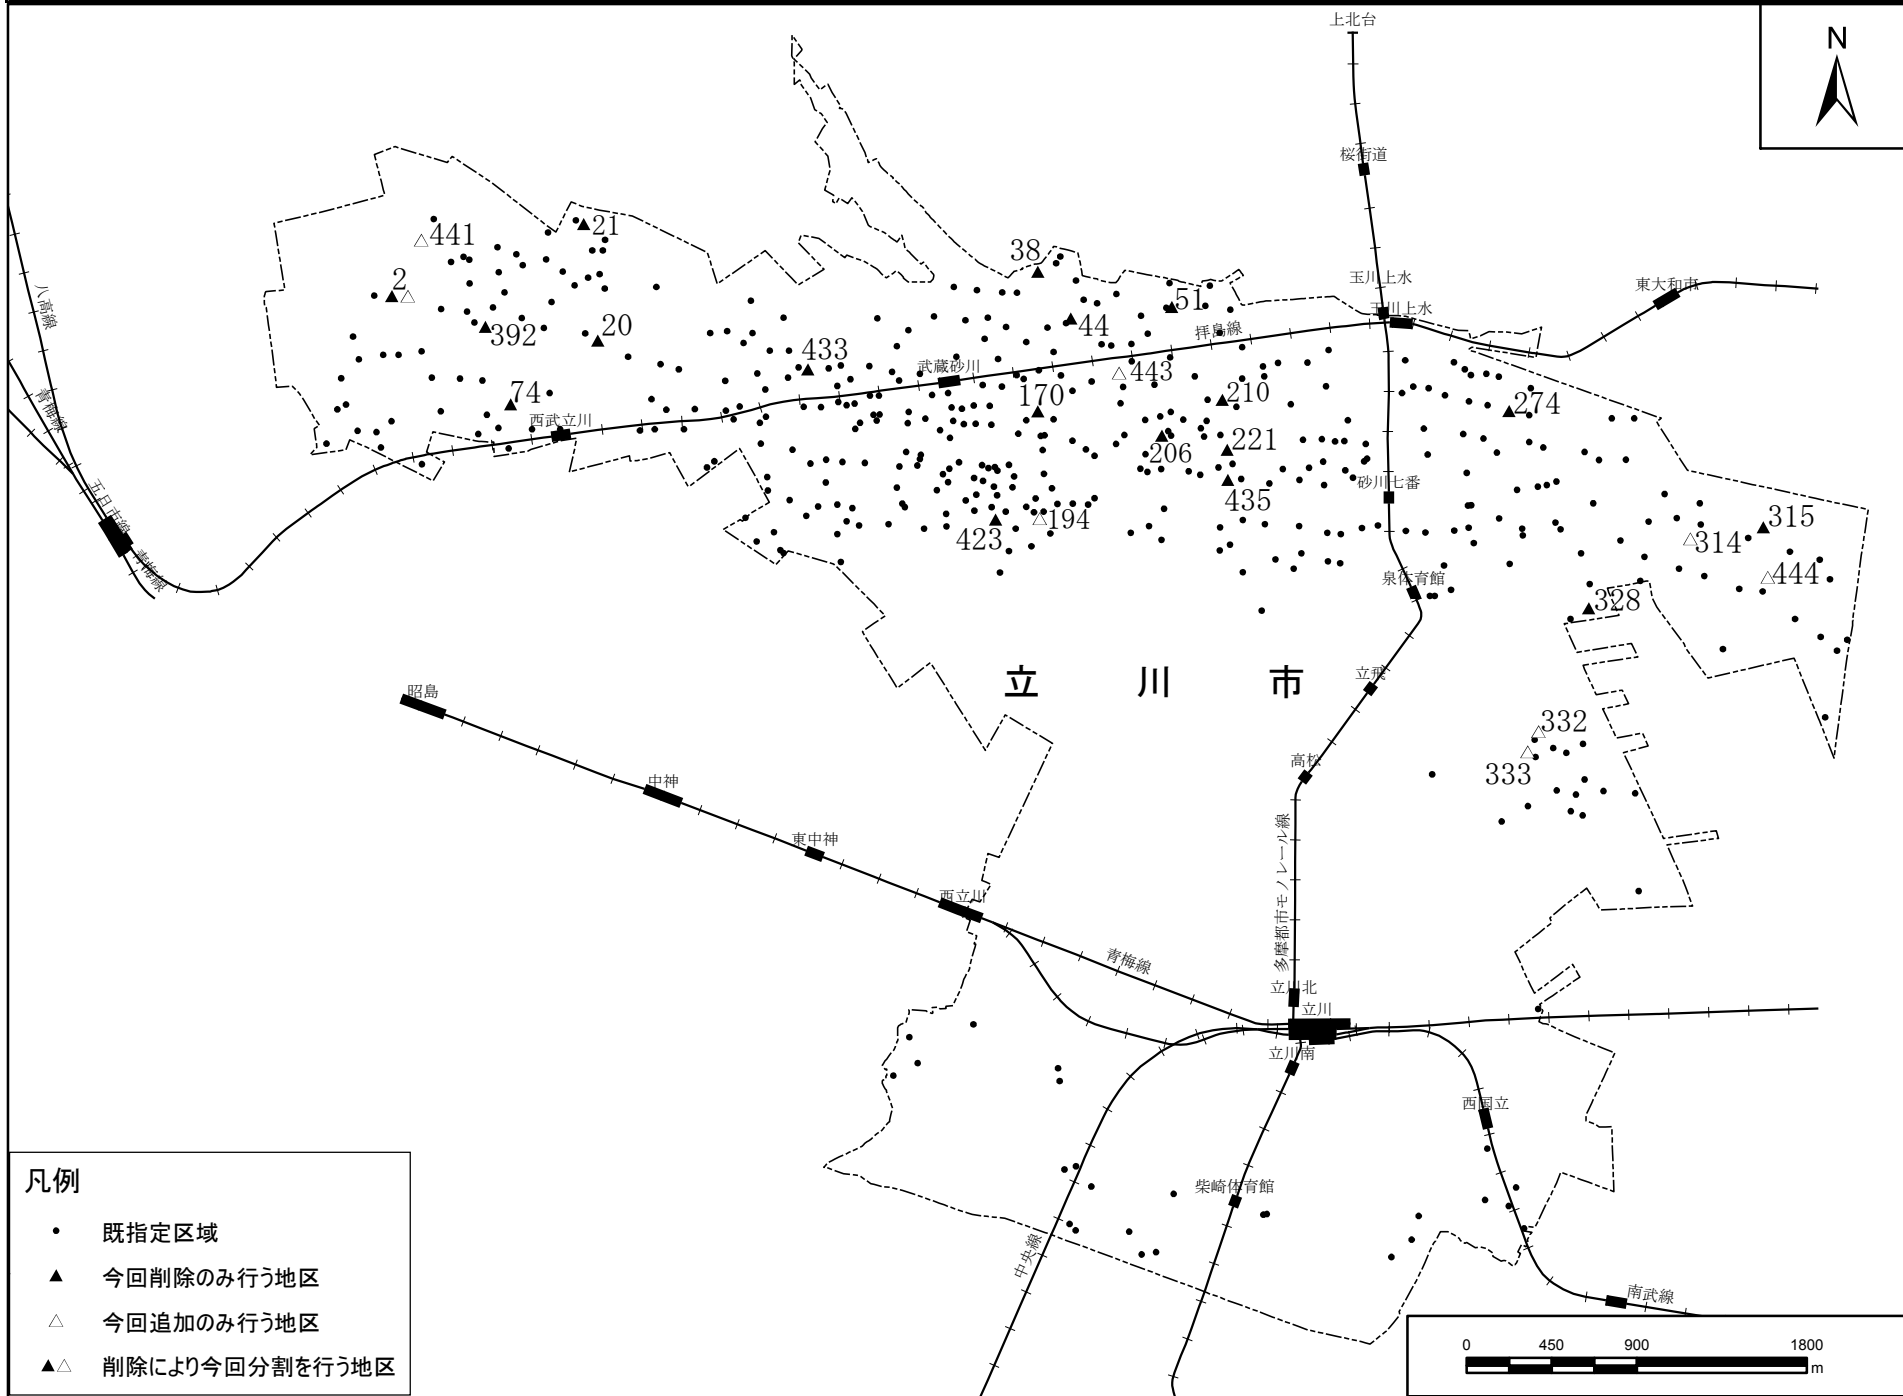 上北台
N
桜街道
441
21
38
玉川上水
東大和市
2
51
八高線
392
20
44
玉川上水
拝島線
433
武蔵砂川
443
74
170
210
274
青梅線
西武立川
206
221
435
砂川七番
五日市線
423
194
314
315
青梅線
泉体育館
444
328
立川市
立飛
昭島
332
高松
333
中神
東中神
多摩都市モノレール線
西立川
青梅線
立川北
立川
立川南
西国立
柴崎体育館
中央線
南武線
凡例
● 既指定区域
▲ 今回削除のみ行う地区
△ 今回追加のみ行う地区
▲△ 削除により今回分割を行う地区
0 450 900 1800
m